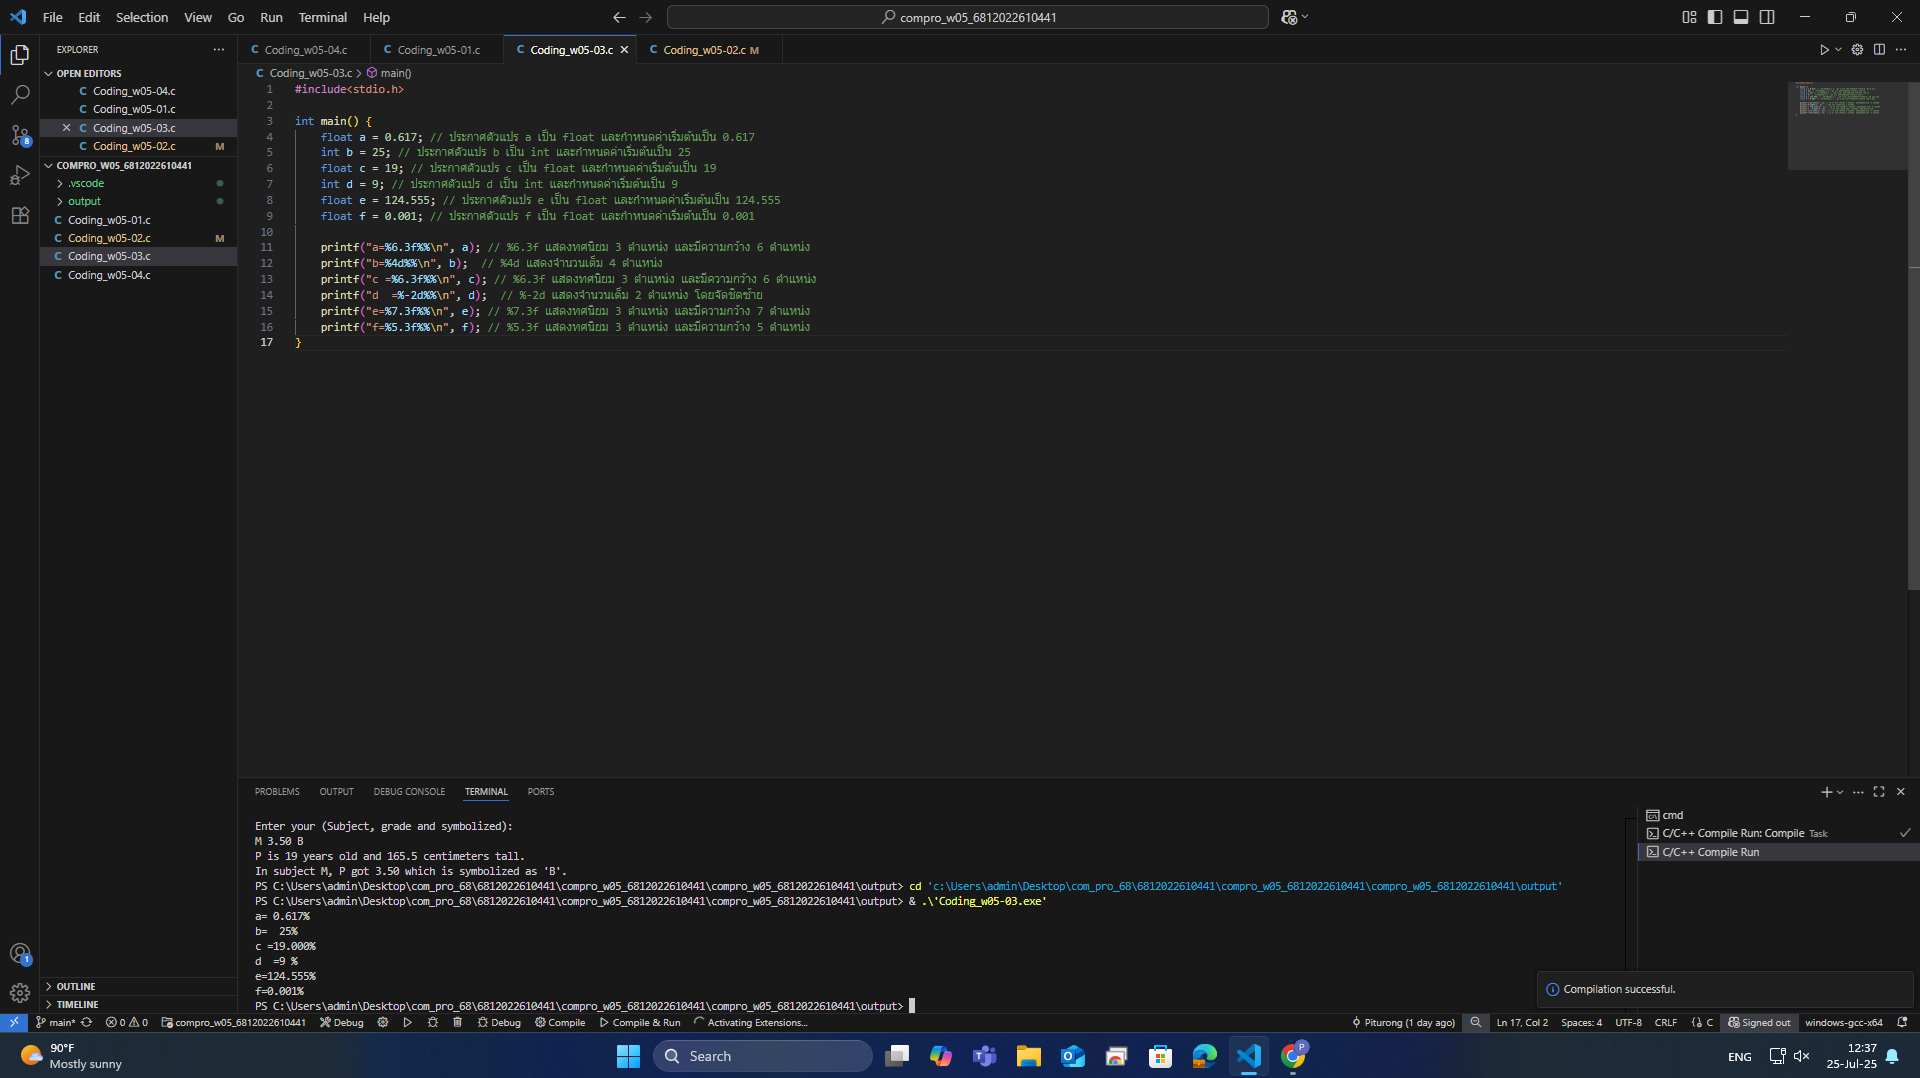 File Edit Selection View Go Run Terminal Help
compro_w05_6812022610441
EXPLORER
OPEN EDITORS
C Coding_w05-04.c
C Coding_w05-01.c
C Coding_w05-03.c
C Coding_w05-02.c M
COMPRO_W05_6812022610441
.vscode
output
C Coding_w05-01.c
C Coding_w05-02.c M
C Coding_w05-03.c
C Coding_w05-04.c
OUTLINE
TIMELINE
C Coding_w05-04.c C Coding_w05-01.c C Coding_w05-03.c C Coding_w05-02.c M
C Coding_w05-03.c > main()
1 #include<stdio.h>
2
3 int main() {
4 float a = 0.617; // ประกาศตัวแปร a เป็น float และกำหนดค่าเริ่มต้นเป็น 0.617
5 int b = 25; // ประกาศตัวแปร b เป็น int และกำหนดค่าเริ่มต้นเป็น 25
6 float c = 19; // ประกาศตัวแปร c เป็น float และกำหนดค่าเริ่มต้นเป็น 19
7 int d = 9; // ประกาศตัวแปร d เป็น int และกำหนดค่าเริ่มต้นเป็น 9
8 float e = 124.555; // ประกาศตัวแปร e เป็น float และกำหนดค่าเริ่มต้นเป็น 124.555
9 float f = 0.001; // ประกาศตัวแปร f เป็น float และกำหนดค่าเริ่มต้นเป็น 0.001
10
11 printf("a=%6.3f%%\n", a); // %6.3f แสดงทศนิยม 3 ตำแหน่ง และมีความกว้าง 6 ตำแหน่ง
12 printf("b=%4d%%\n", b);  // %4d แสดงจำนวนเต็ม 4 ตำแหน่ง
13 printf("c =%6.3f%%\n", c); // %6.3f แสดงทศนิยม 3 ตำแหน่ง และมีความกว้าง 6 ตำแหน่ง
14 printf("d  =%-2d%%\n", d);  // %-2d แสดงจำนวนเต็ม 2 ตำแหน่ง โดยจัดชิดซ้าย
15 printf("e=%7.3f%%\n", e); // %7.3f แสดงทศนิยม 3 ตำแหน่ง และมีความกว้าง 7 ตำแหน่ง
16 printf("f=%5.3f%%\n", f); // %5.3f แสดงทศนิยม 3 ตำแหน่ง และมีความกว้าง 5 ตำแหน่ง
17 }
PROBLEMS OUTPUT DEBUG CONSOLE TERMINAL PORTS
Enter your (Subject, grade and symbolized):
M 3.50 B
P is 19 years old and 165.5 centimeters tall.
In subject M, P got 3.50 which is symbolized as 'B'.
PS C:\Users\admin\Desktop\com_pro_68\6812022610441\compro_w05_6812022610441\compro_w05_6812022610441\output> cd 'c:\Users\admin\Desktop\com_pro_68\6812022610441\compro_w05_6812022610441\compro_w05_6812022610441\output'
PS C:\Users\admin\Desktop\com_pro_68\6812022610441\compro_w05_6812022610441\compro_w05_6812022610441\output> & .\'Coding_w05-03.exe'
a= 0.617%
b=  25%
c =19.000%
d  =9 %
e=124.555%
f=0.001%
PS C:\Users\admin\Desktop\com_pro_68\6812022610441\compro_w05_6812022610441\compro_w05_6812022610441\output>
cmd
C/C++ Compile Run: Compile Task
C/C++ Compile Run
Compilation successful.
8
1
main* 0 0 compro_w05_6812022610441 Debug Debug Compile Compile & Run Activating Extensions...
Piturong (1 day ago) Ln 17, Col 2 Spaces: 4 UTF-8 CRLF {} C Signed out windows-gcc-x64
90°F
Mostly sunny
Search
P
ENG
12:37
25-Jul-25